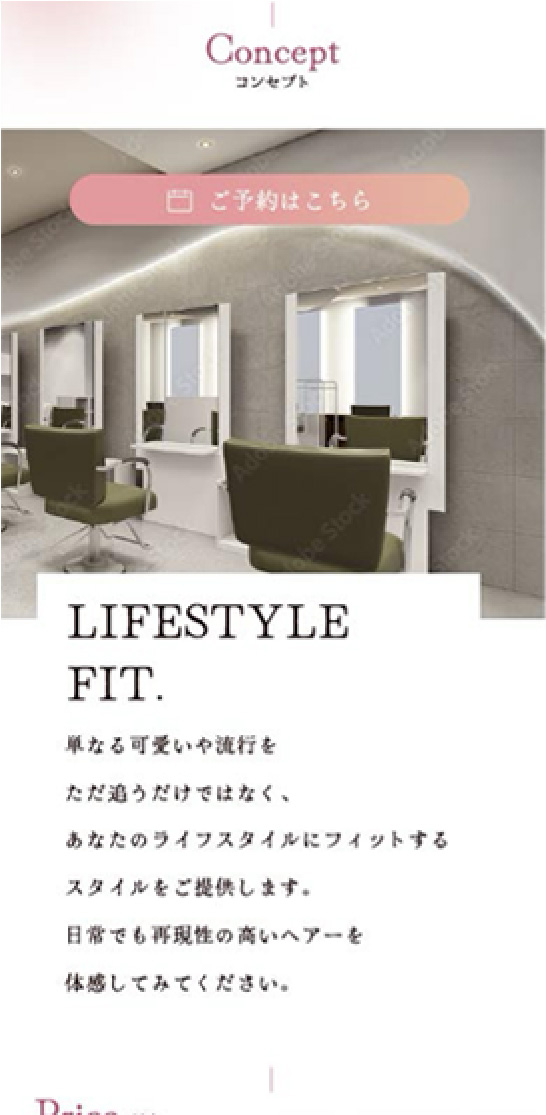 Concept
コンセプト
ご予約はこちら
LIFESTYLE
FIT.
単なる可愛いや流行を
ただ追うだけではなく、
あなたのライフスタイルにフィットする
スタイルをご提供します。
日常でも再現性の高いヘアーを
体感してみてください。
Price